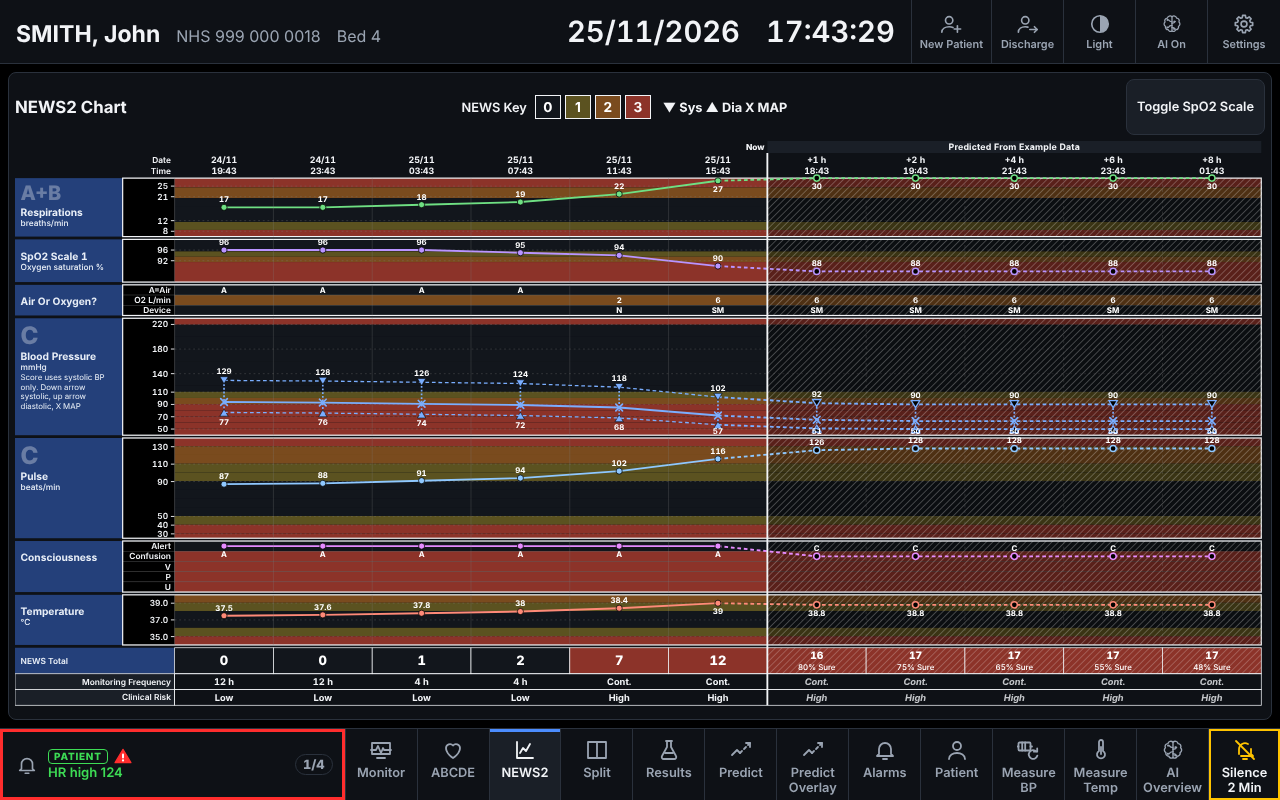 SMITH, John NHS 999 000 0018 Bed 4 25/11/2026 17:43:29 New Patient Discharge Light AI On Settings
NEWS2 Chart NEWS Key 0 1 2 3 ▼ Sys ▲ Dia X MAP Toggle SpO2 Scale
Now Predicted From Example Data
Date 24/11 24/11 25/11 25/11 25/11 25/11 +1 h +2 h +4 h +6 h +8 h
Time 19:43 23:43 03:43 07:43 11:43 15:43 18:43 19:43 21:43 23:43 01:43
A+B
Respirations
breaths/min
25
21
12
8
17 17 18 19 22 27 30 30 30 30 30
SpO2 Scale 1
Oxygen saturation %
96
92
96 96 96 95 94 90 88 88 88 88 88
Air Or Oxygen?
A=Air A A A A
O2 L/min 2 6 6 6 6 6 6
Device N SM SM SM SM SM SM
C
Blood Pressure
mmHg
Score uses systolic BP
only. Down arrow
systolic, up arrow
diastolic, X MAP
220
180
140
110
90
70
50
129 128 126 124 118 102 92 90 90 90 90
77 76 74 72 68 57 51 50 50 50 50
C
Pulse
beats/min
130
110
90
50
40
30
87 88 91 94 102 116 126 128 128 128 128
Consciousness
Alert
Confusion
V
P
U
A A A A A A C C C C C
Temperature
°C
39.0
37.0
35.0
37.5 37.6 37.8 38 38.4 39 38.8 38.8 38.8 38.8 38.8
NEWS Total 0 0 1 2 7 12 16 17 17 17 17
80% Sure 75% Sure 65% Sure 55% Sure 48% Sure
Monitoring Frequency 12 h 12 h 4 h 4 h Cont. Cont. Cont. Cont. Cont. Cont. Cont.
Clinical Risk Low Low Low Low High High High High High High High
PATIENT
HR high 124
1/4
Monitor
ABCDE
NEWS2
Split
Results
Predict
Predict
Overlay
Alarms
Patient
Measure
BP
Measure
Temp
AI
Overview
Silence
2 Min